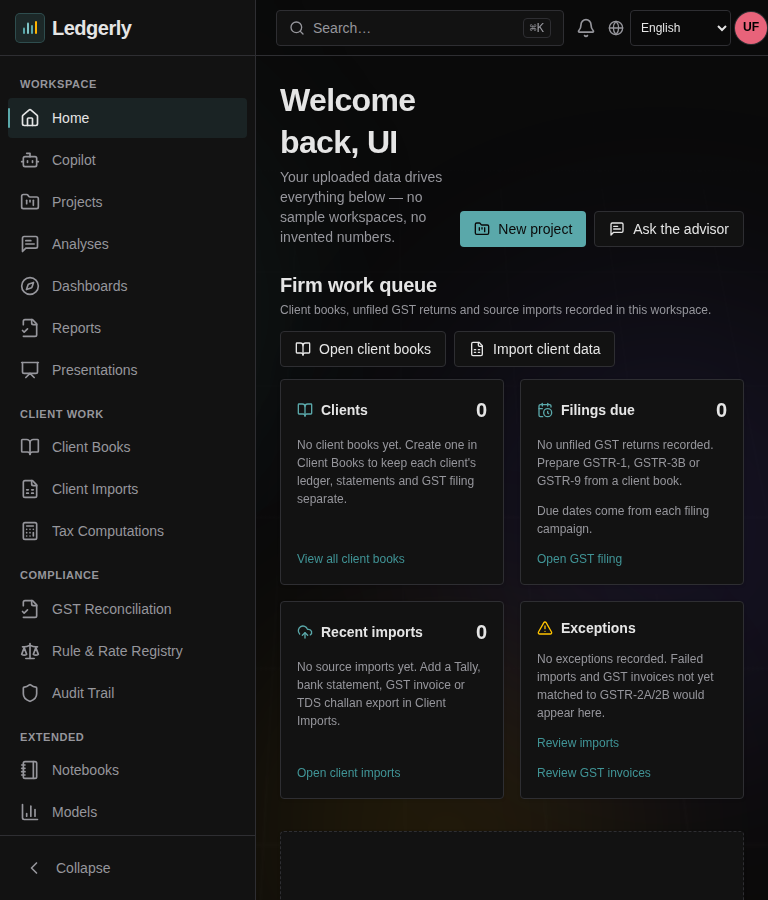 Ledgerly
Search…
⌘K
English
UF
WORKSPACE
Home
Copilot
Projects
Analyses
Dashboards
Reports
Presentations
CLIENT WORK
Client Books
Client Imports
Tax Computations
COMPLIANCE
GST Reconciliation
Rule & Rate Registry
Audit Trail
EXTENDED
Notebooks
Models
Collapse
Welcome
back, UI
Your uploaded data drives
everything below — no
sample workspaces, no
invented numbers.
New project
Ask the advisor
Firm work queue
Client books, unfiled GST returns and source imports recorded in this workspace.
Open client books
Import client data
Clients 0
No client books yet. Create one in
Client Books to keep each client's
ledger, statements and GST filing
separate.
View all client books
Filings due 0
No unfiled GST returns recorded.
Prepare GSTR-1, GSTR-3B or
GSTR-9 from a client book.
Due dates come from each filing
campaign.
Open GST filing
Recent imports 0
No source imports yet. Add a Tally,
bank statement, GST invoice or
TDS challan export in Client
Imports.
Open client imports
Exceptions
No exceptions recorded. Failed
imports and GST invoices not yet
matched to GSTR-2A/2B would
appear here.
Review imports
Review GST invoices